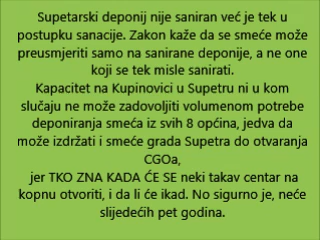 Supetarski deponij nije saniran već je tek u
postupku sanacije. Zakon kaže da se smeće može
preusmjeriti samo na sanirane deponije, a ne one
koji se tek misle sanirati.
Kapacitet na Kupinovici u Supetru ni u kom
slučaju ne može zadovoljiti volumenom potrebe
deponiranja smeća iz svih 8 općina, jedva da
može izdržati i smeće grada Supetra do otvaranja
CGOa,
jer TKO ZNA KADA ĆE SE neki takav centar na
kopnu otvoriti, i da li će ikad. No sigurno je, neće
slijedećih pet godina.